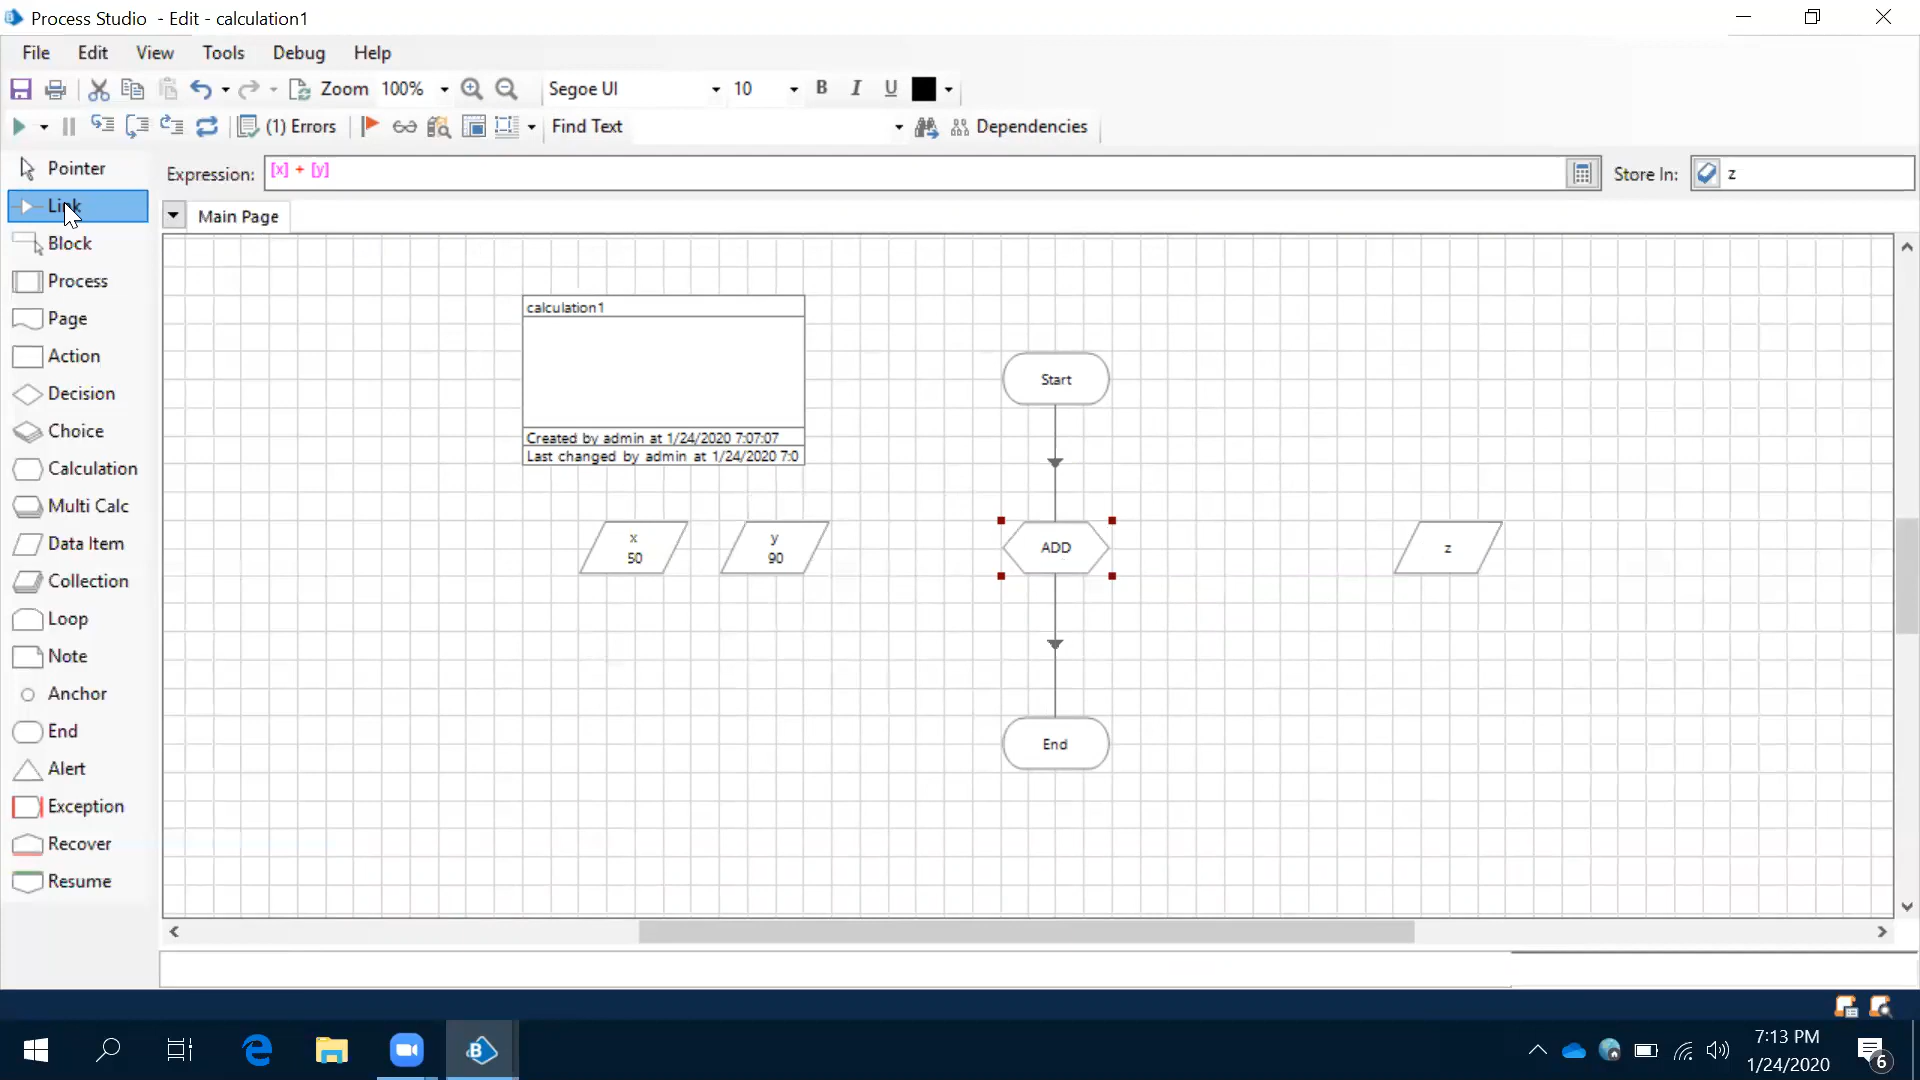 Process Studio - Edit - calculation1
File Edit View Tools Debug Help
Zoom 100% Segoe UI 10 B I U
(1) Errors Find Text Dependencies
Pointer
Link
Block
Process
Page
Action
Decision
Choice
Calculation
Multi Calc
Data Item
Collection
Loop
Note
Anchor
End
Alert
Exception
Recover
Resume
Expression: [x] + [y] Store In: z
Main Page
calculation1
Created by admin at 1/24/2020 7:07:07
Last changed by admin at 1/24/2020 7:0
Start
x
50
y
90
ADD
z
End
7:13 PM
1/24/2020
6